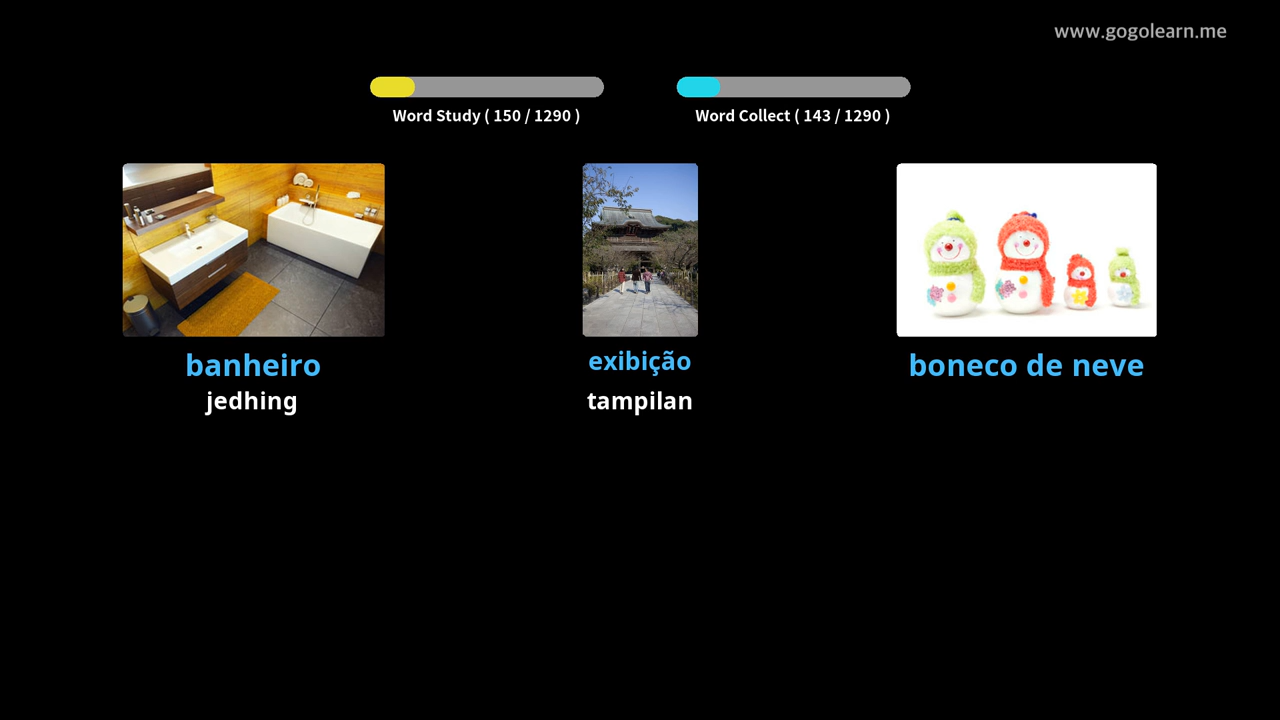 www.gogolearn.me
Word Study ( 150 / 1290 )
Word Collect ( 143 / 1290 )
banheiro
jedhing
exibição
tampilan
boneco de neve